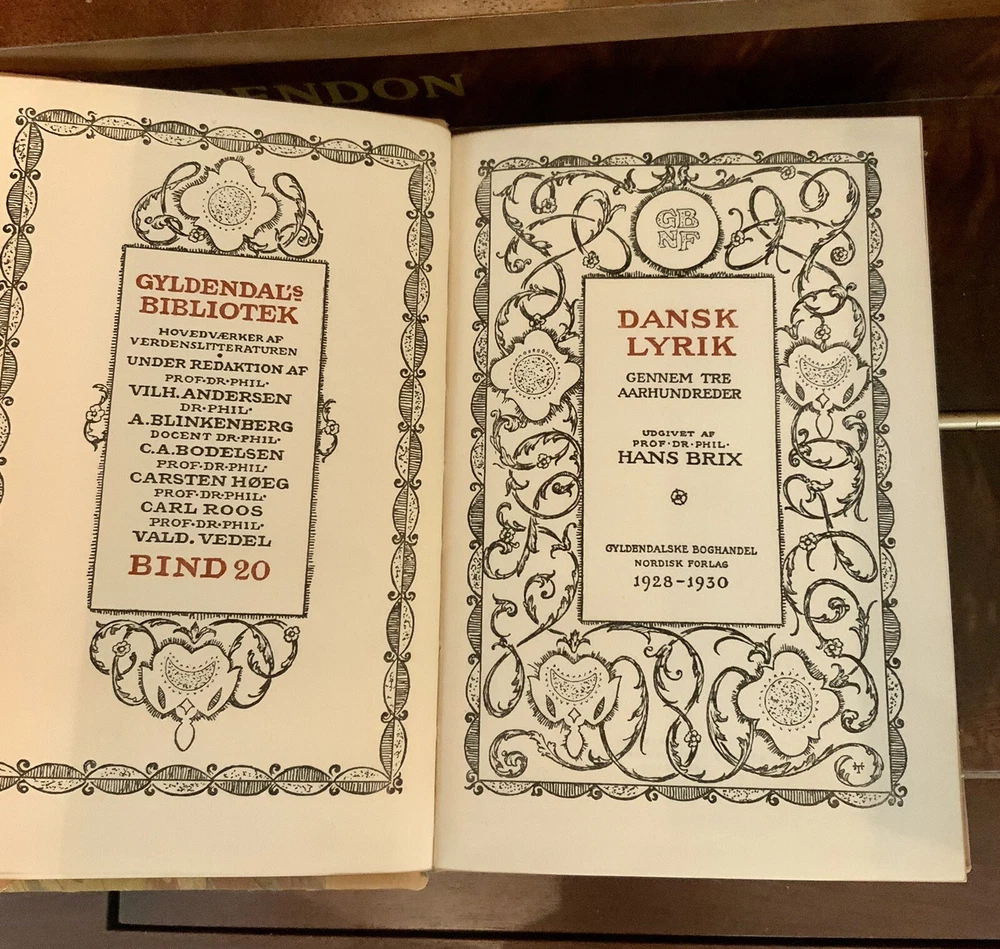 ENDON
GYLDENDAL's
BIBLIOTEK
HOVEDVÆRKER AF
VERDENSLITTERATUREN
UNDER REDAKTION AF
PROF·DR·PHIL·
VILH. ANDERSEN
DR·PHIL·
A. BLINKENBERG
DOCENT DR·PHIL·
C.A. BODELSEN
PROF·DR·PHIL·
CARSTEN HØEG
PROF·DR·PHIL·
CARL ROOS
PROF·DR·PHIL·
VALD. VEDEL
BIND 20
GB
NF
DANSK
LYRIK
GENNEM TRE
AARHUNDREDER
UDGIVET AF
PROF·DR·PHIL·
HANS BRIX
GYLDENDALSKE BOGHANDEL
NORDISK FORLAG
1928-1930